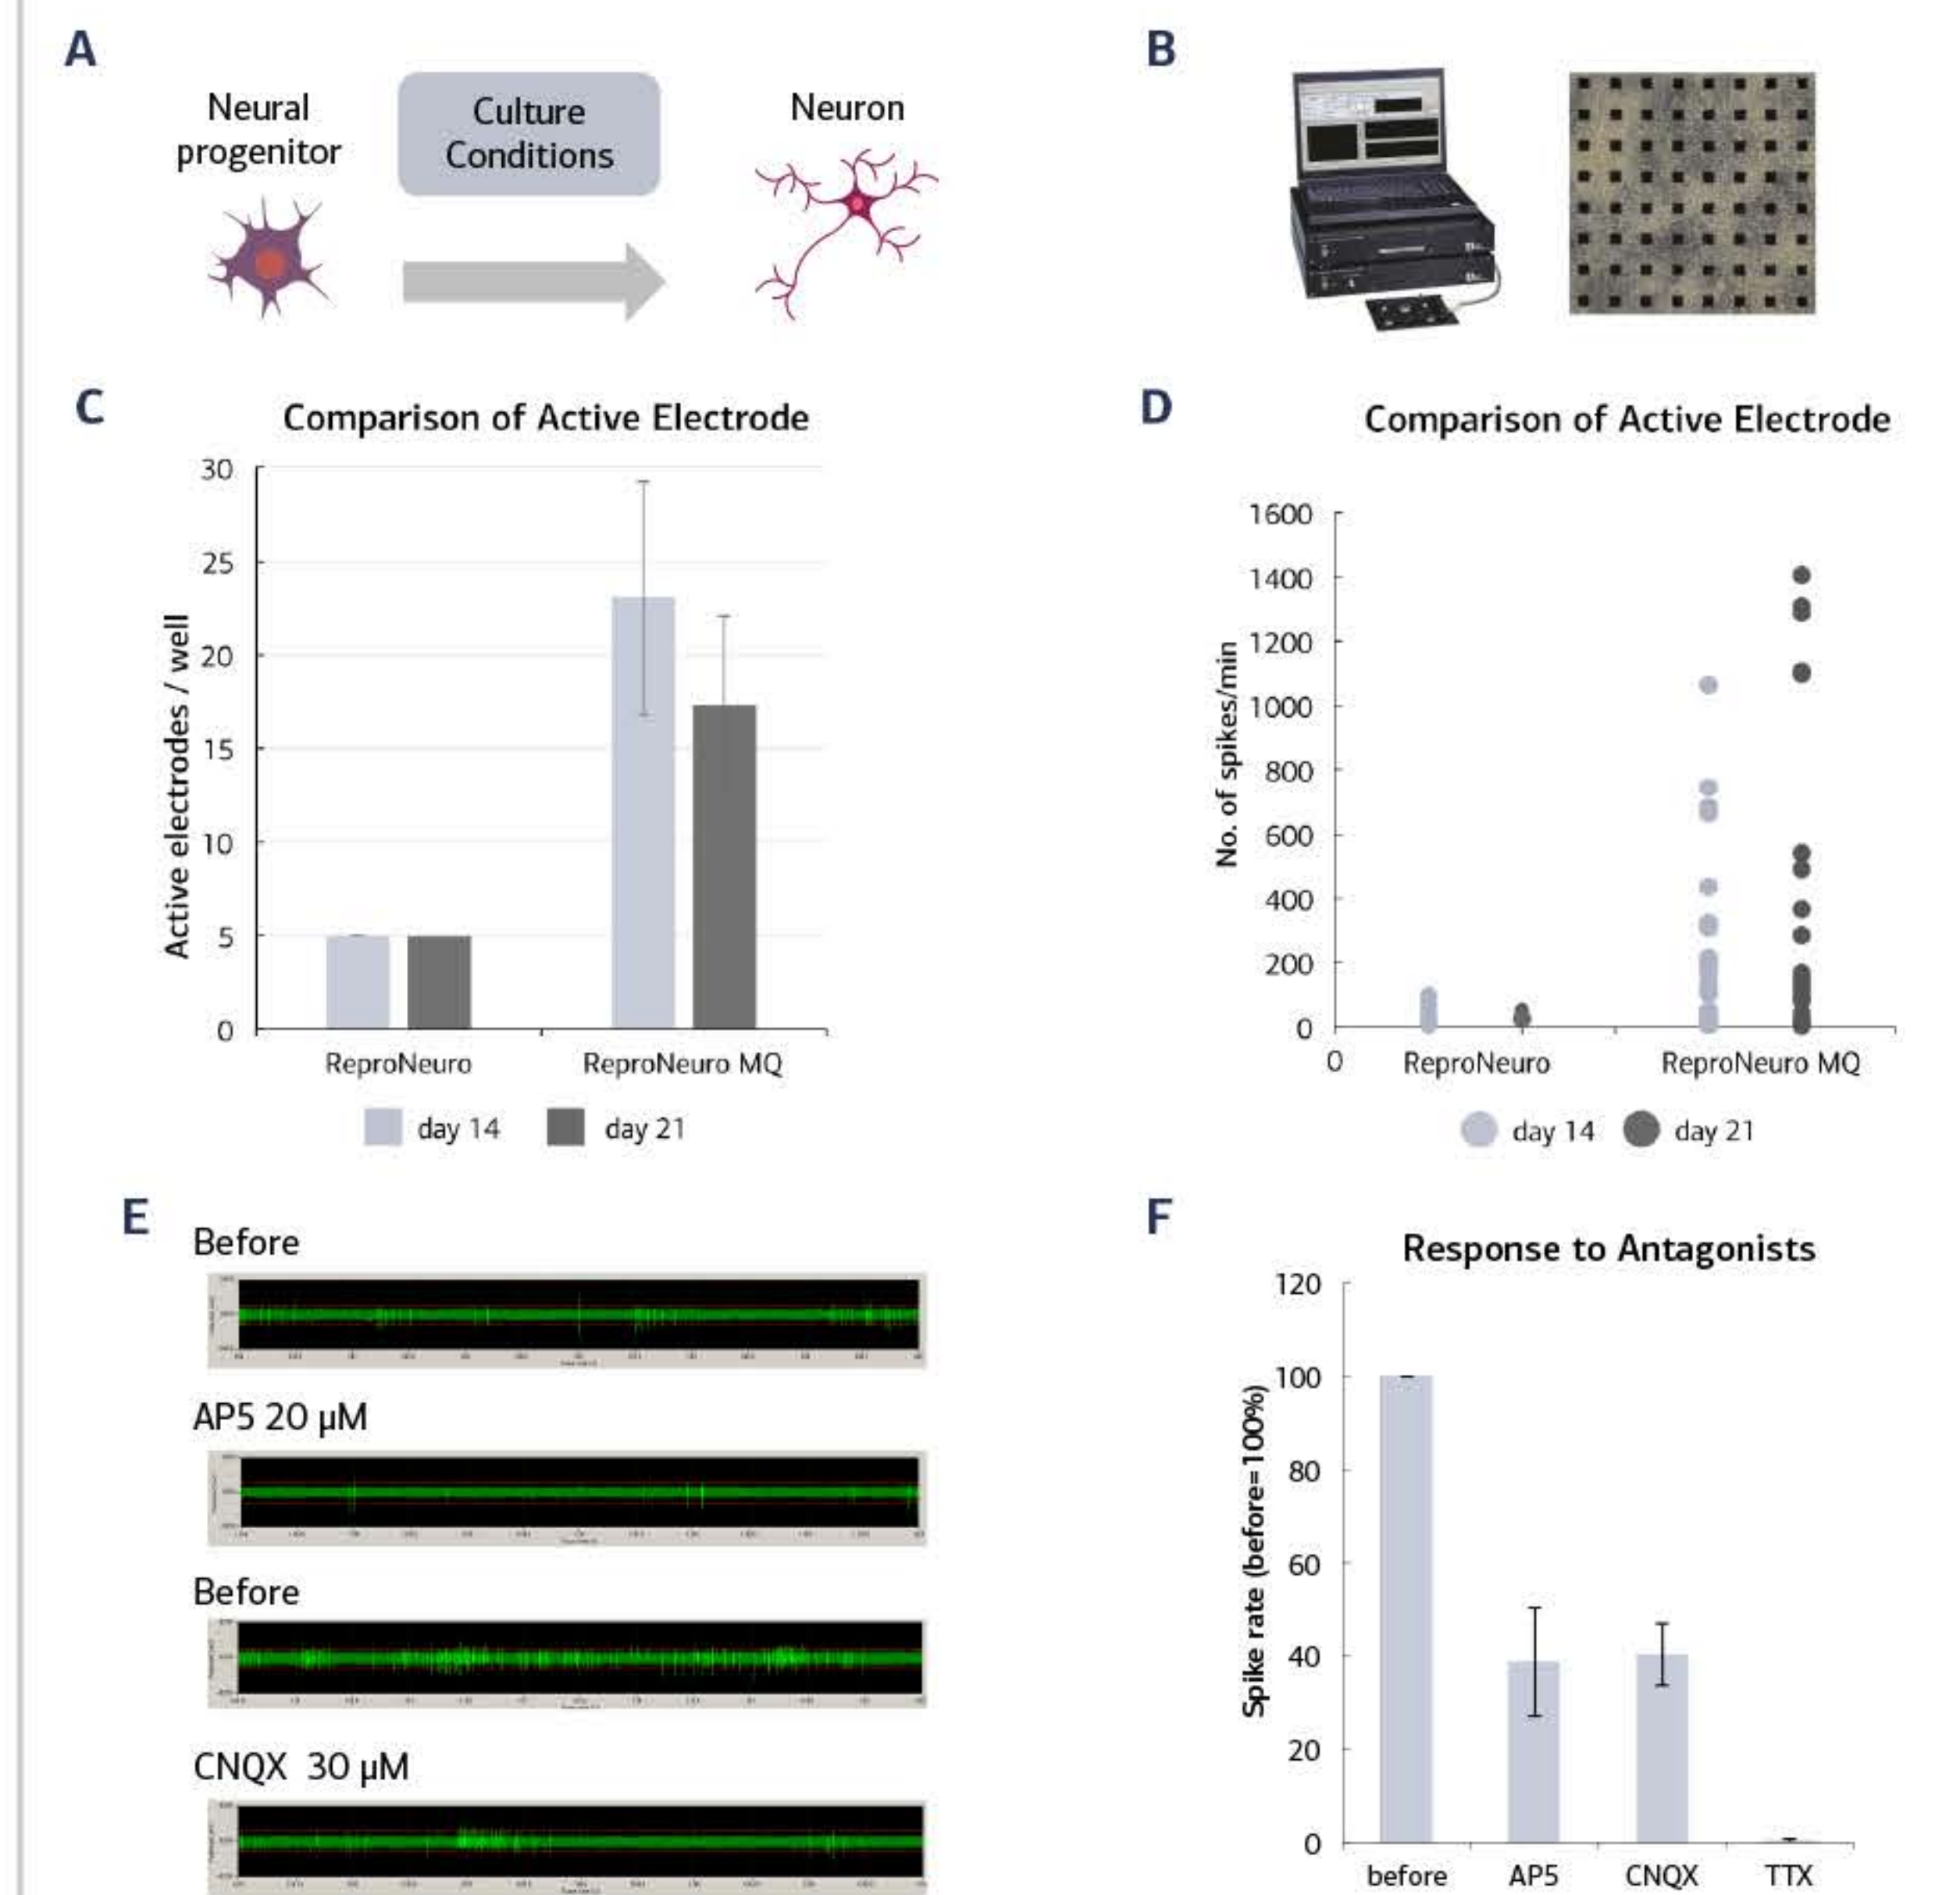 A
Neural
progenitor
Culture
Conditions
Neuron
B
C
Comparison of Active Electrode
Active electrodes / well
30
25
20
15
10
5
0
ReproNeuro
ReproNeuro MQ
day 14
day 21
D
Comparison of Active Electrode
No. of spikes/min
1600
1400
1200
1000
800
600
400
200
0
0
ReproNeuro
ReproNeuro MQ
day 14
day 21
E
Before
AP5 20 µM
Before
CNQX 30 µM
F
Response to Antagonists
Spike rate (before=100%)
120
100
80
60
40
20
0
before
AP5
CNQX
TTX